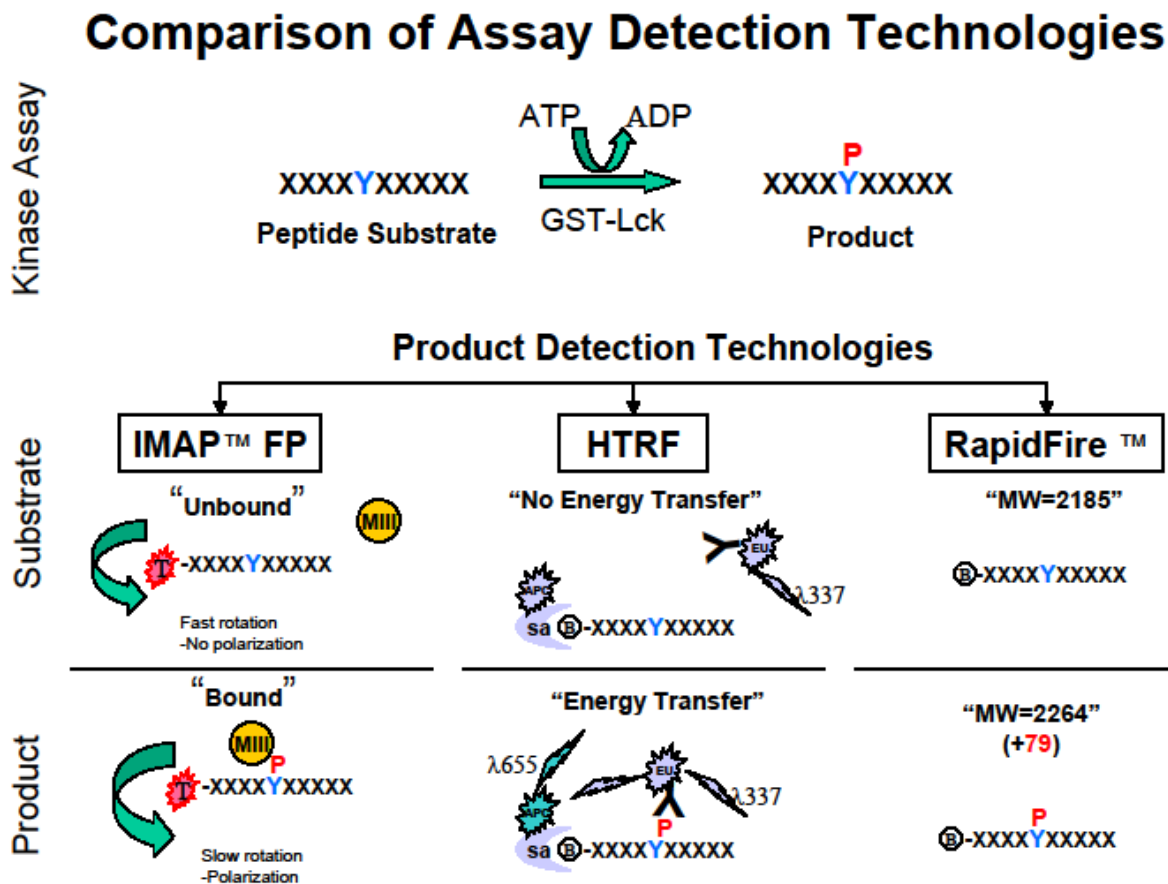 Comparison of Assay Detection Technologies
Kinase Assay
ATP ADP
P
XXXXYXXXXX XXXXYXXXXX
GST-Lck
Peptide Substrate Product
Product Detection Technologies
IMAP™ FP HTRF RapidFire ™
Substrate
“Unbound” “No Energy Transfer” “MW=2185”
MIII
EU
T-XXXXYXXXXX B-XXXXYXXXXX
APC λ337
Fast rotation
-No polarization
sa B-XXXXYXXXXX
Product
“Bound” “Energy Transfer” “MW=2264”
(+79)
MIII
P
T-XXXXYXXXXX
λ655 EU λ337
APC
P
sa B-XXXXYXXXXX
P
B-XXXXYXXXXX
Slow rotation
-Polarization